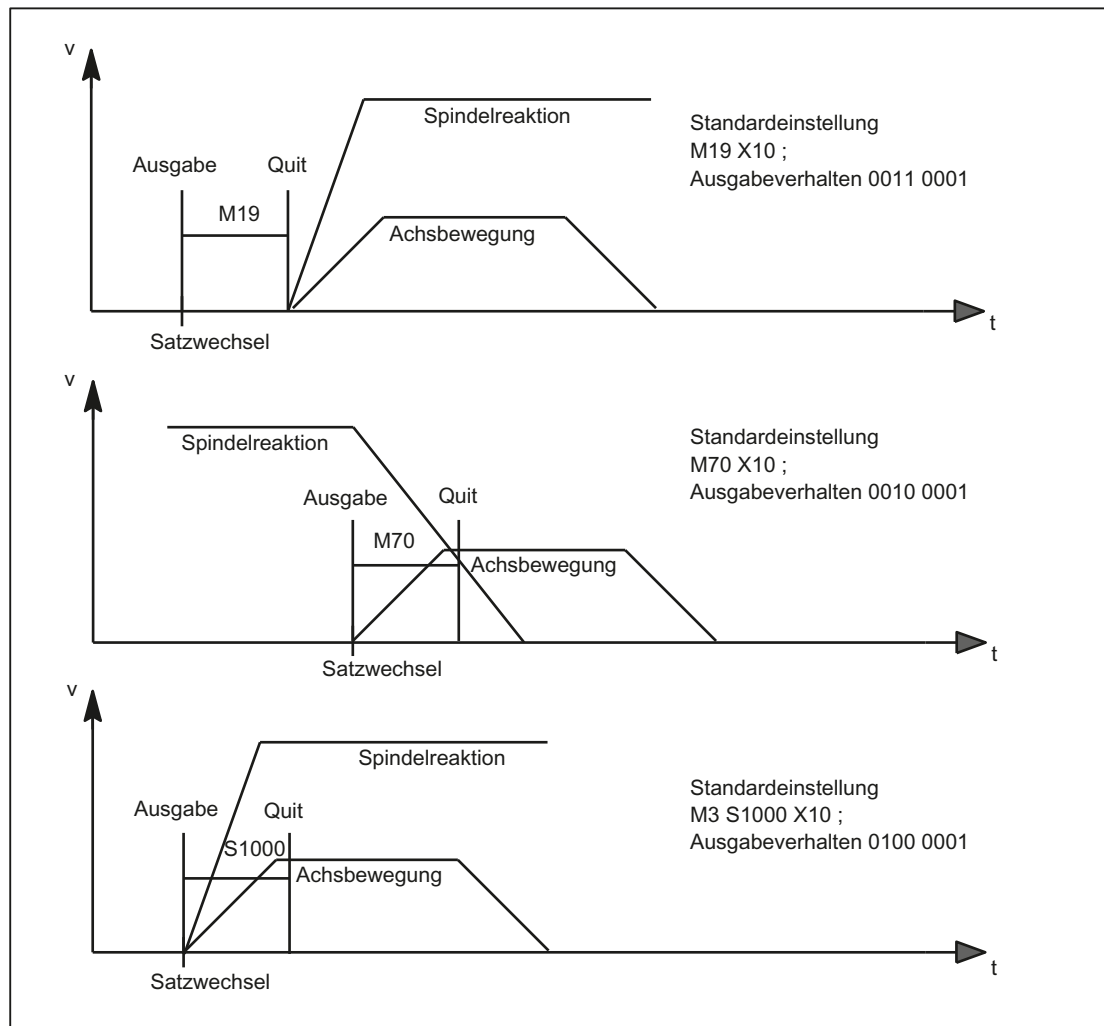 v
Spindelreaktion
Standardeinstellung
M19 X10 ;
Ausgabeverhalten 0011 0001
Ausgabe
Quit
M19
Achsbewegung
Satzwechsel
t
v
Spindelreaktion
Standardeinstellung
M70 X10 ;
Ausgabeverhalten 0010 0001
Ausgabe
Quit
M70
Achsbewegung
Satzwechsel
t
v
Spindelreaktion
Standardeinstellung
M3 S1000 X10 ;
Ausgabeverhalten 0100 0001
Ausgabe
Quit
S1000
Achsbewegung
Satzwechsel
t